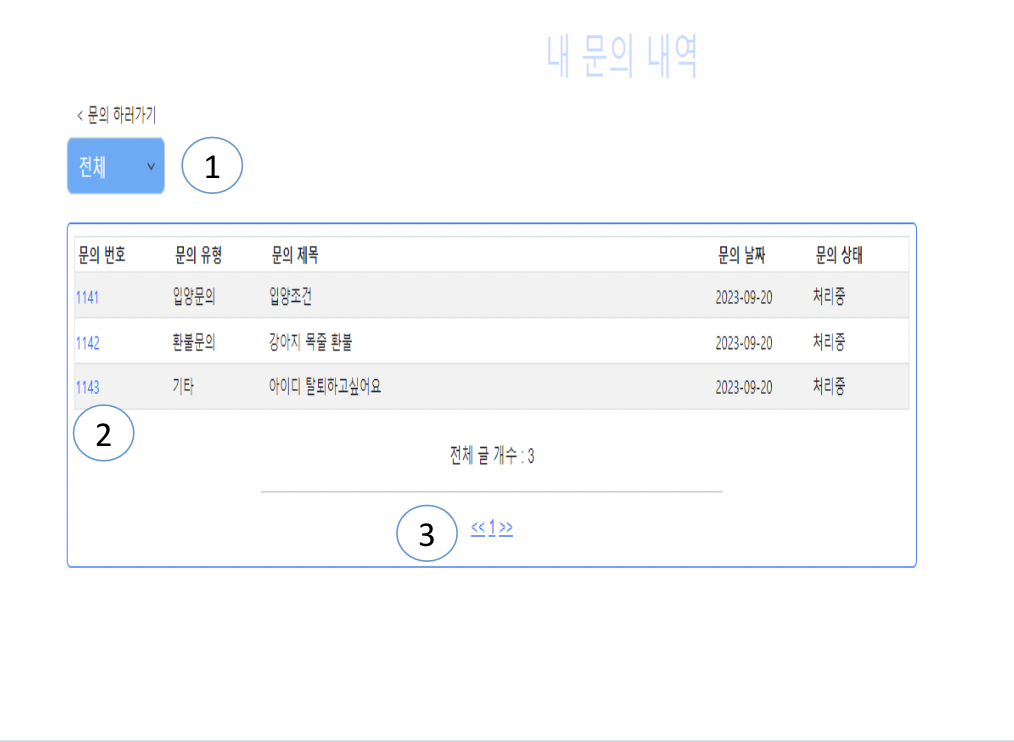 내 문의 내역
< 문의 하러가기
전체
1
문의 번호 문의 유형 문의 제목 문의 날짜 문의 상태
1141 입양문의 입양조건 2023-09-20 처리중
1142 환불문의 강아지 목줄 환불 2023-09-20 처리중
1143 기타 아이디 탈퇴하고싶어요 2023-09-20 처리중
2
전체 글 개수 : 3
3
<< 1 >>